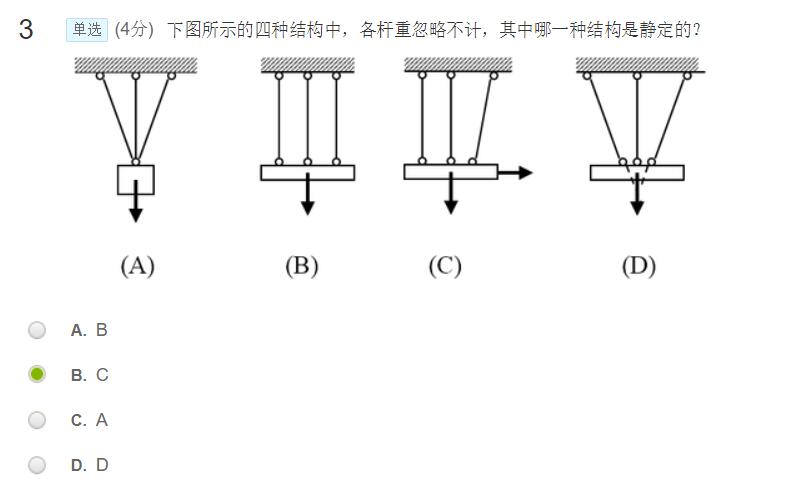 3 单选 (4分) 下图所示的四种结构中，各杆重忽略不计，其中哪一种结构是静定的?
(A) (B) (C) (D)
A. B
B. C
C. A
D. D